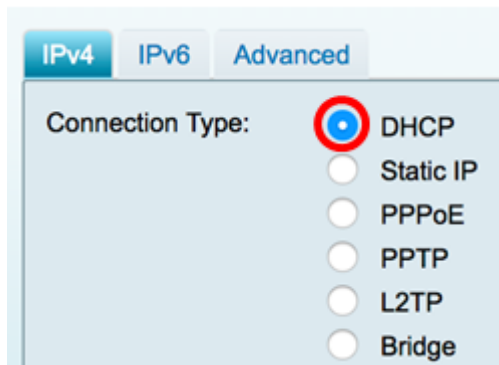 IPv4 IPv6 Advanced
Connection Type: DHCP
Static IP
PPPoE
PPTP
L2TP
Bridge